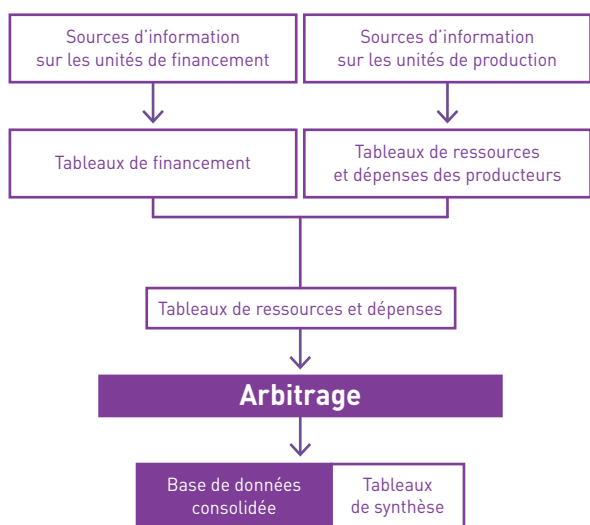 Sources d’information
sur les unités de financement
Sources d’information
sur les unités de production
Tableaux de financement
Tableaux de ressources
et dépenses des producteurs
Tableaux de ressources et dépenses
Arbitrage
Base de données
consolidée
Tableaux
de synthèse